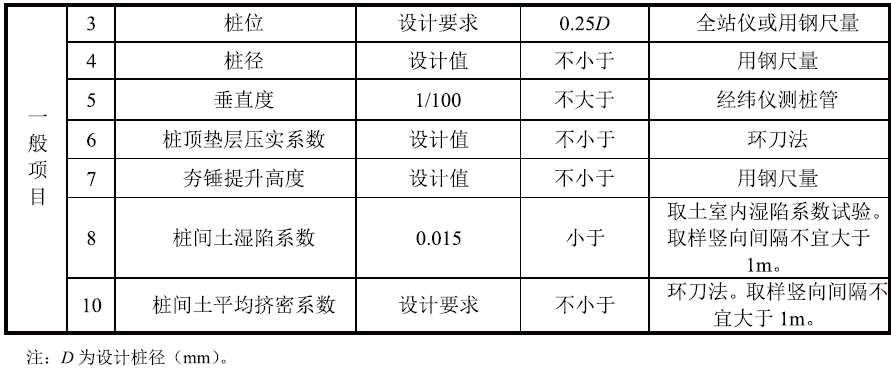 一般项目
3 桩位 设计要求 0.25D 全站仪或用钢尺量
4 桩径 设计值 不小于 用钢尺量
5 垂直度 1/100 不大于 经纬仪测桩管
6 桩顶垫层压实系数 设计值 不小于 环刀法
7 夯锤提升高度 设计值 不小于 用钢尺量
8 桩间土湿陷系数 0.015 小于 取土室内湿陷系数试验。
取样竖向间隔不宜大于
1m。
10 桩间土平均挤密系数 设计要求 不小于 环刀法。取样竖向间隔不
宜大于 1m。
注：D 为设计桩径（mm）。